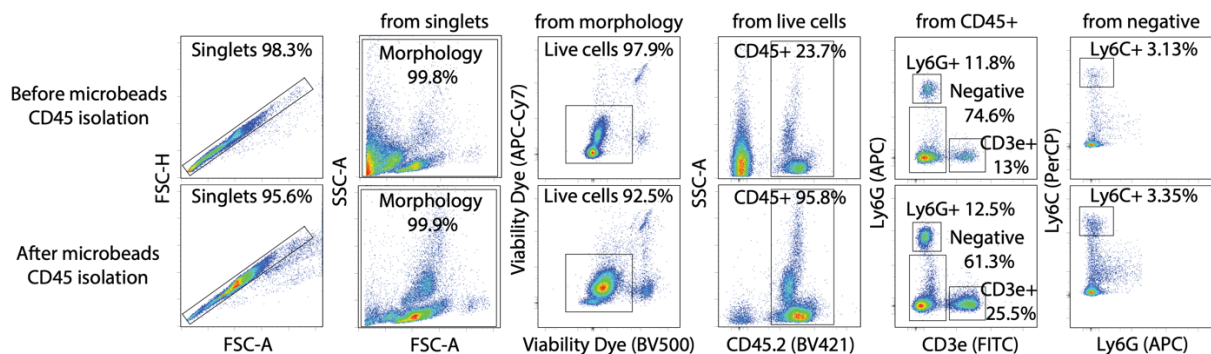 from singlets
from morphology
from live cells
from CD45+
from negative
Before microbeads
CD45 isolation
Singlets 98.3%
Morphology
99.8%
Live cells 97.9%
CD45+ 23.7%
Ly6G+ 11.8%
Negative
74.6%
CD3e+
13%
Ly6C+ 3.13%
After microbeads
CD45 isolation
Singlets 95.6%
Morphology
99.9%
Live cells 92.5%
CD45+ 95.8%
Ly6G+ 12.5%
Negative
61.3%
CD3e+
25.5%
Ly6C+ 3.35%
FSC-H
SSC-A
Viability Dye (APC-Cy7)
SSC-A
Ly6G (APC)
Ly6C (PerCP)
FSC-A
FSC-A
Viability Dye (BV500)
CD45.2 (BV421)
CD3e (FITC)
Ly6G (APC)